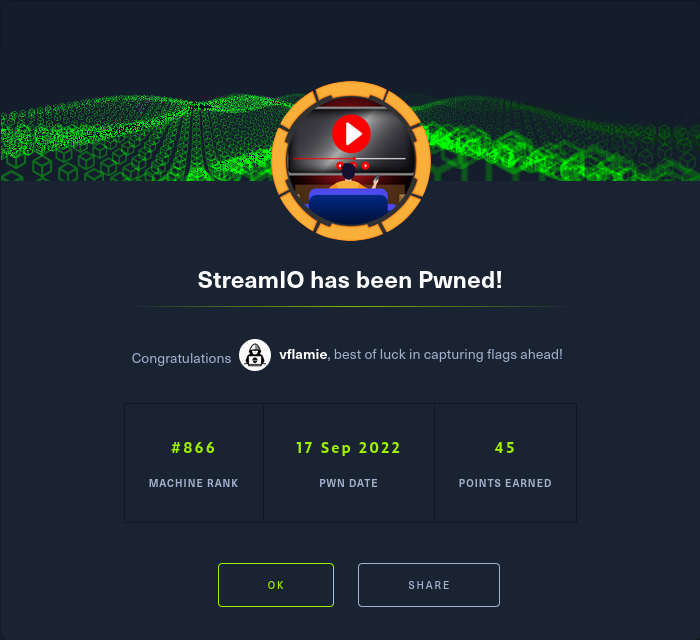 StreamIO has been Pwned!
Congratulations vflamie, best of luck in capturing flags ahead!
#866 17 Sep 2022 45
MACHINE RANK PWN DATE POINTS EARNED
OK SHARE